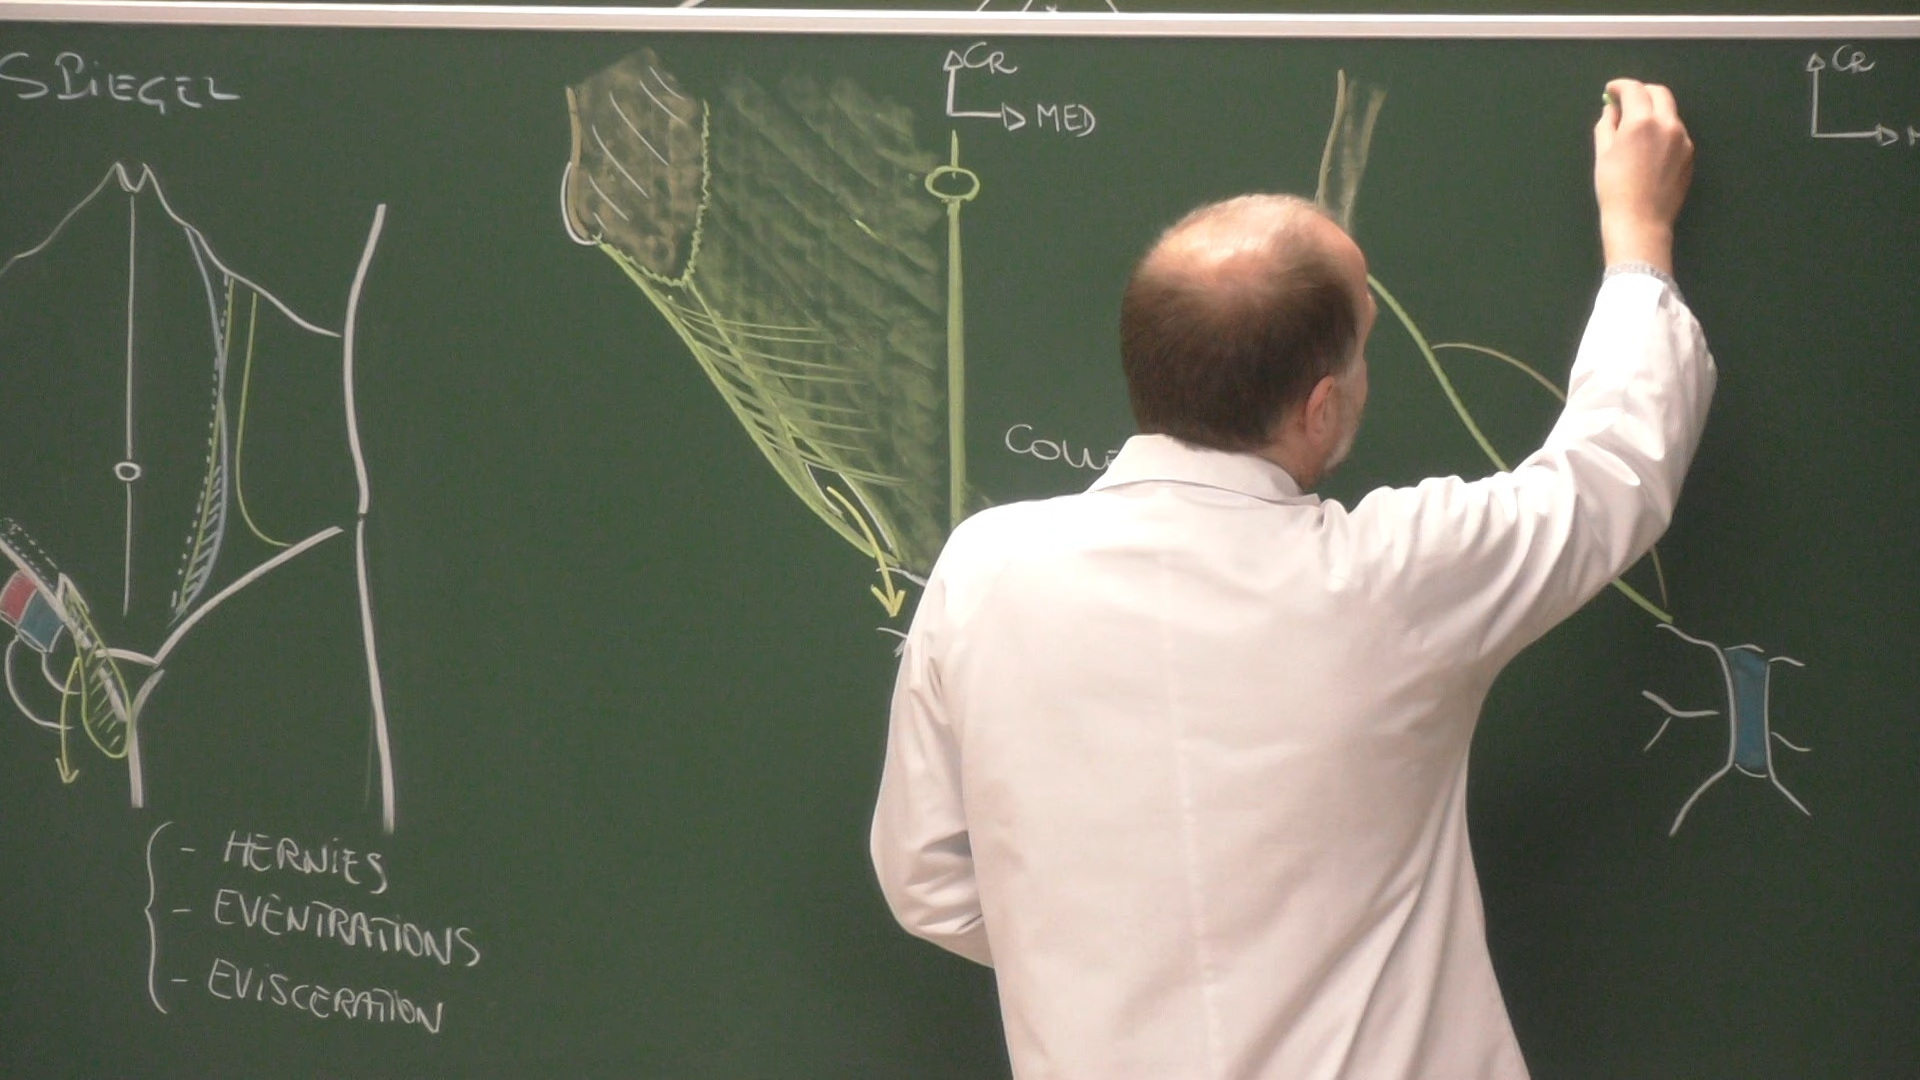 SPIEGEL
CR
MED
CR
- HERNIES
- EVENTRATIONS
- EVISCERATION